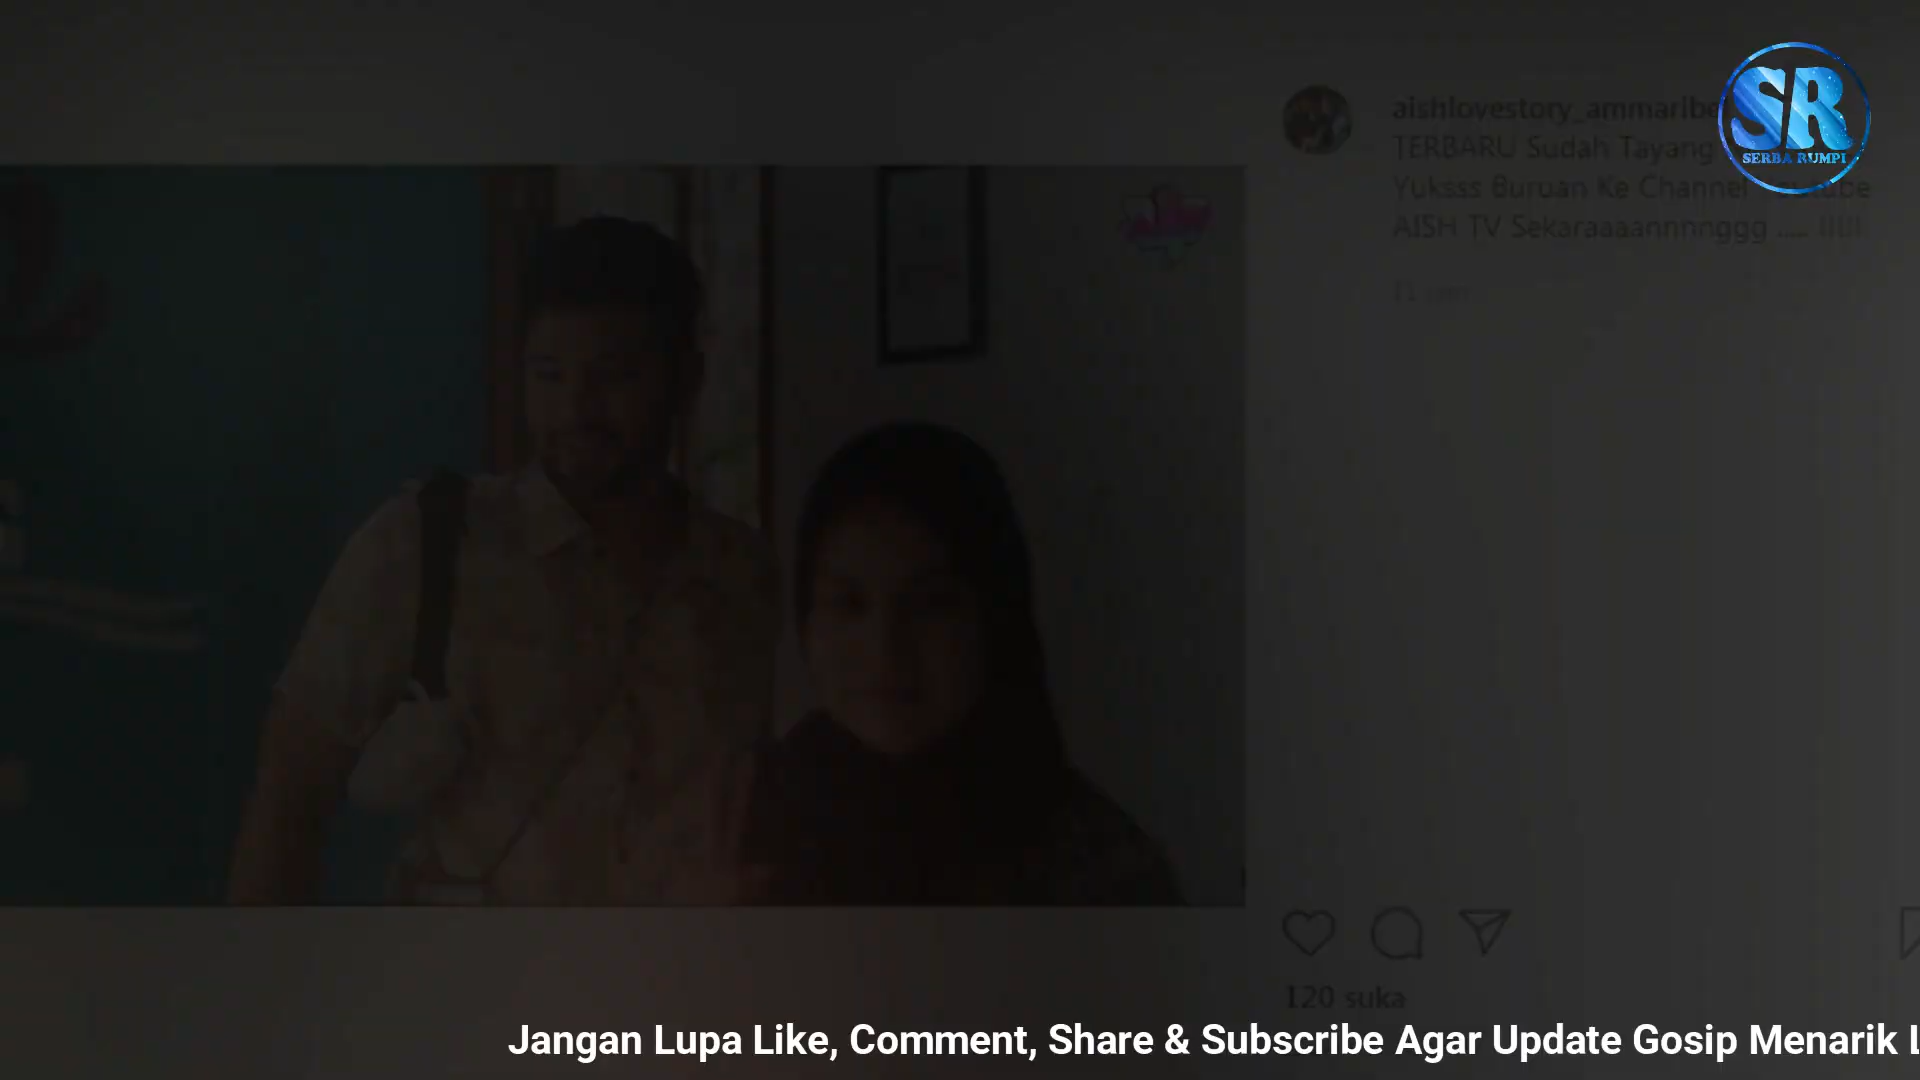 SR
SERBA RUMPI
aishlovestory_ammaribe
TERBARU Sudah Tayang
Yuksss Buruan Ke Channel
AISH TV Sekaraaaannnnggg .... !!!!!
120 suka
Jangan Lupa Like, Comment, Share & Subscribe Agar Update Gosip Menarik L